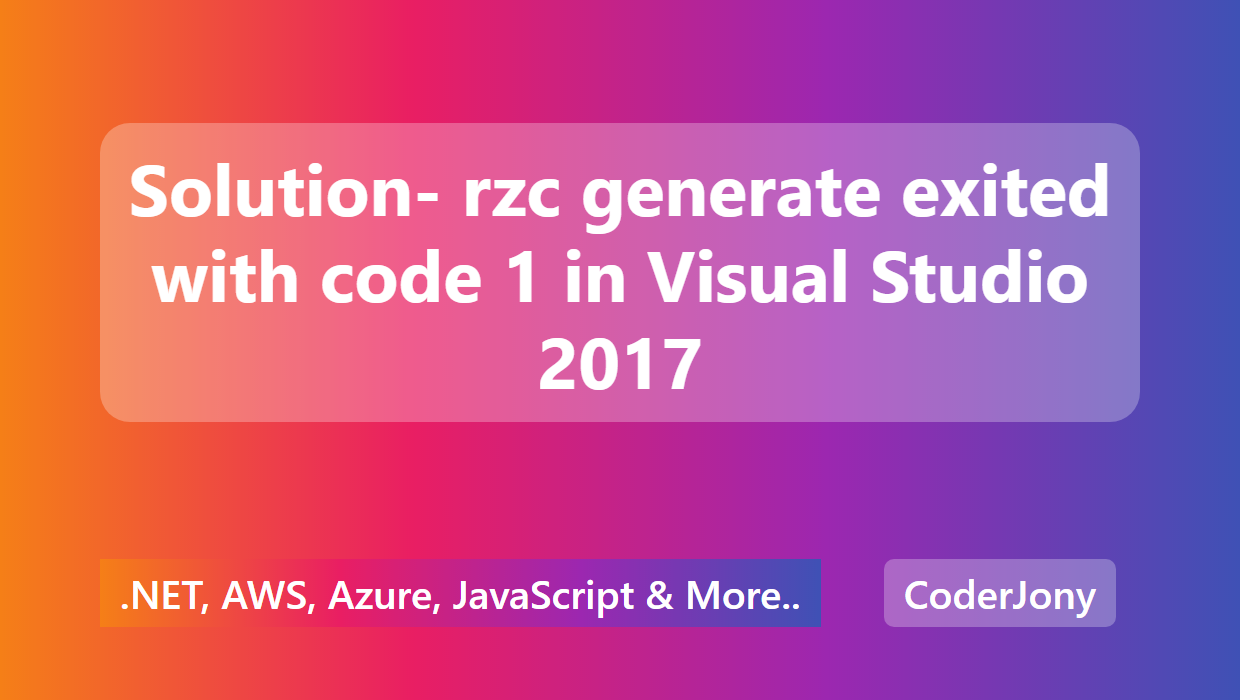 Solution- rzc generate exited
with code 1 in Visual Studio
2017
.NET, AWS, Azure, JavaScript & More..
CoderJony